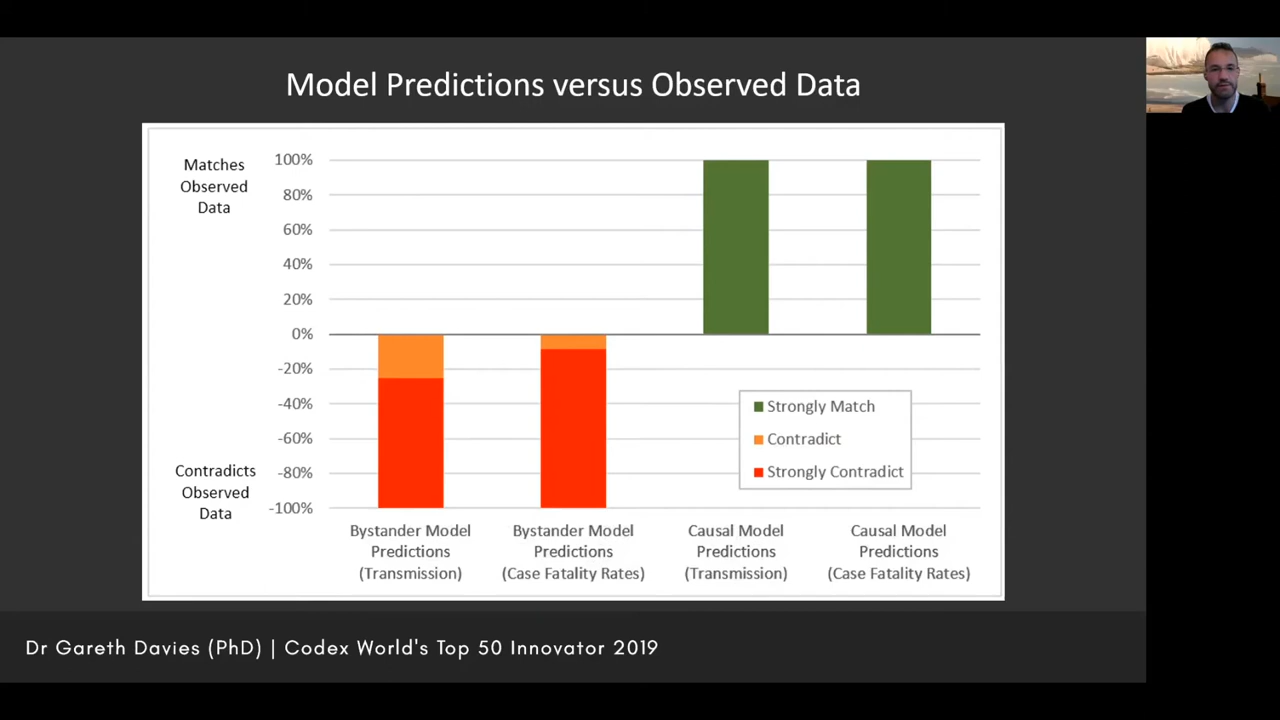 Model Predictions versus Observed Data
Matches
Observed
Data
100%
80%
60%
40%
20%
0%
-20%
-40%
-60%
-80%
-100%
Contradicts
Observed
Data
Strongly Match
Contradict
Strongly Contradict
Bystander Model
Predictions
(Transmission)
Bystander Model
Predictions
(Case Fatality Rates)
Causal Model
Predictions
(Transmission)
Causal Model
Predictions
(Case Fatality Rates)
Dr Gareth Davies (PhD) | Codex World's Top 50 Innovator 2019